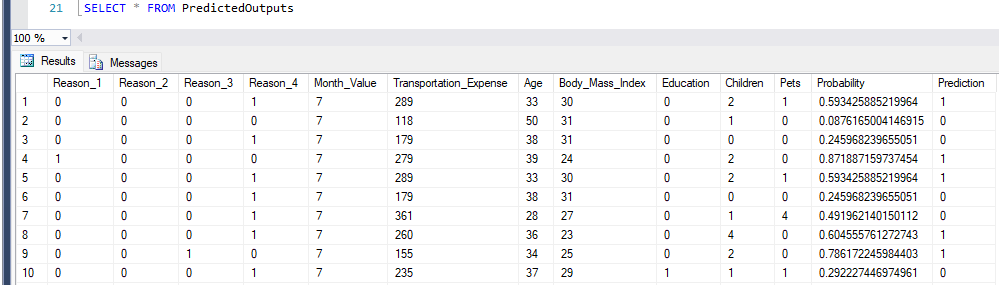 21 SELECT * FROM PredictedOutputs
100 %
Results Messages
Reason_1 Reason_2 Reason_3 Reason_4 Month_Value Transportation_Expense Age Body_Mass_Index Education Children Pets Probability Prediction
1 0 0 0 1 7 289 33 30 0 2 1 0.593425885219964 1
2 0 0 0 0 7 118 50 31 0 1 0 0.0876165004146915 0
3 0 0 0 1 7 179 38 31 0 0 0 0.245968239655051 0
4 1 0 0 0 7 279 39 24 0 2 0 0.871887159737454 1
5 0 0 0 1 7 289 33 30 0 2 1 0.593425885219964 1
6 0 0 0 1 7 179 38 31 0 0 0 0.245968239655051 0
7 0 0 0 1 7 361 28 27 0 1 4 0.491962140150112 0
8 0 0 0 1 7 260 36 23 0 4 0 0.604555761272743 1
9 0 0 1 0 7 155 34 25 0 2 0 0.786172245984403 1
10 0 0 0 1 7 235 37 29 1 1 1 0.292227446974961 0